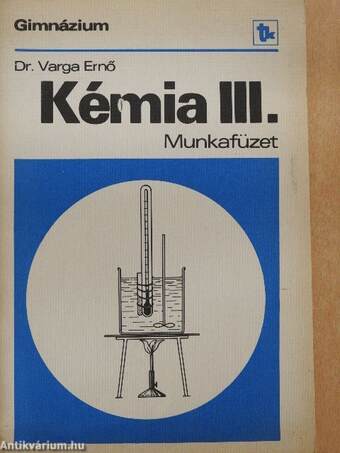 Gimnázium
tk
Dr. Varga Ernő
Kémia III.
Munkafüzet
Antikvárium.hu